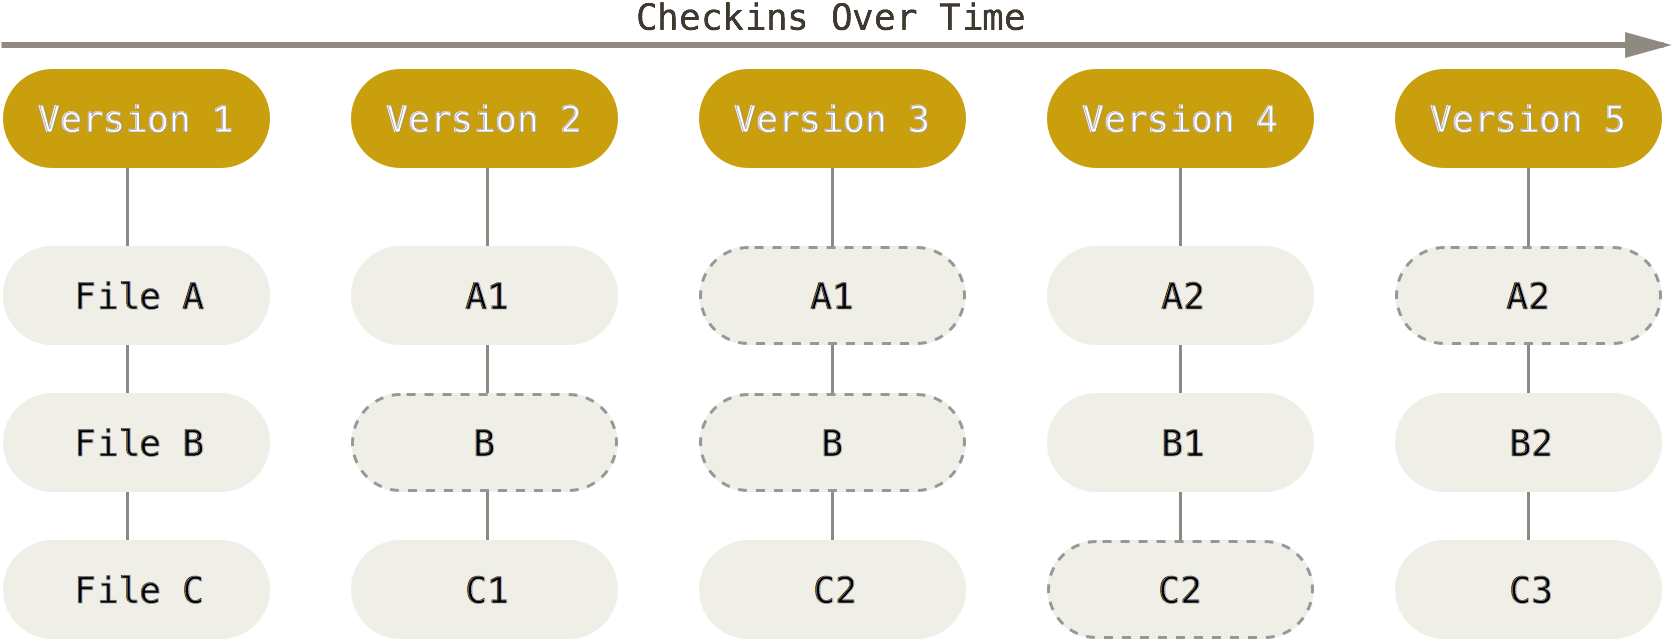 Checkins Over Time
Version 1
Version 2
Version 3
Version 4
Version 5
File A
A1
A1
A2
A2
File B
B
B
B1
B2
File C
C1
C2
C2
C3